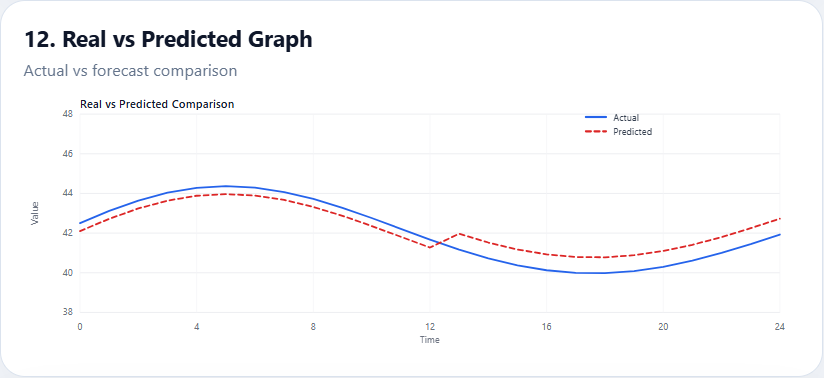 12. Real vs Predicted Graph
Actual vs forecast comparison
Real vs Predicted Comparison
Actual
Predicted
48
46
44
42
40
38
Value
0 4 8 12 16 20 24
Time